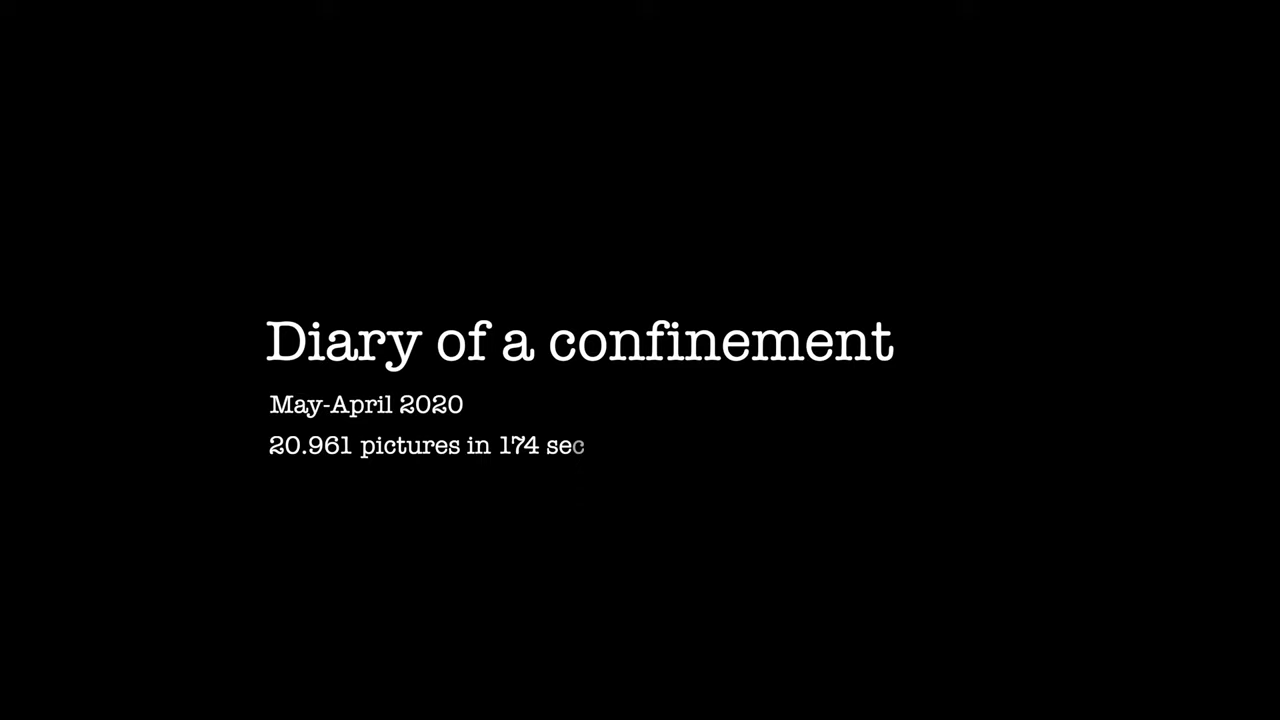 Diary of a confinement
May-April 2020
20.961 pictures in 174 sec